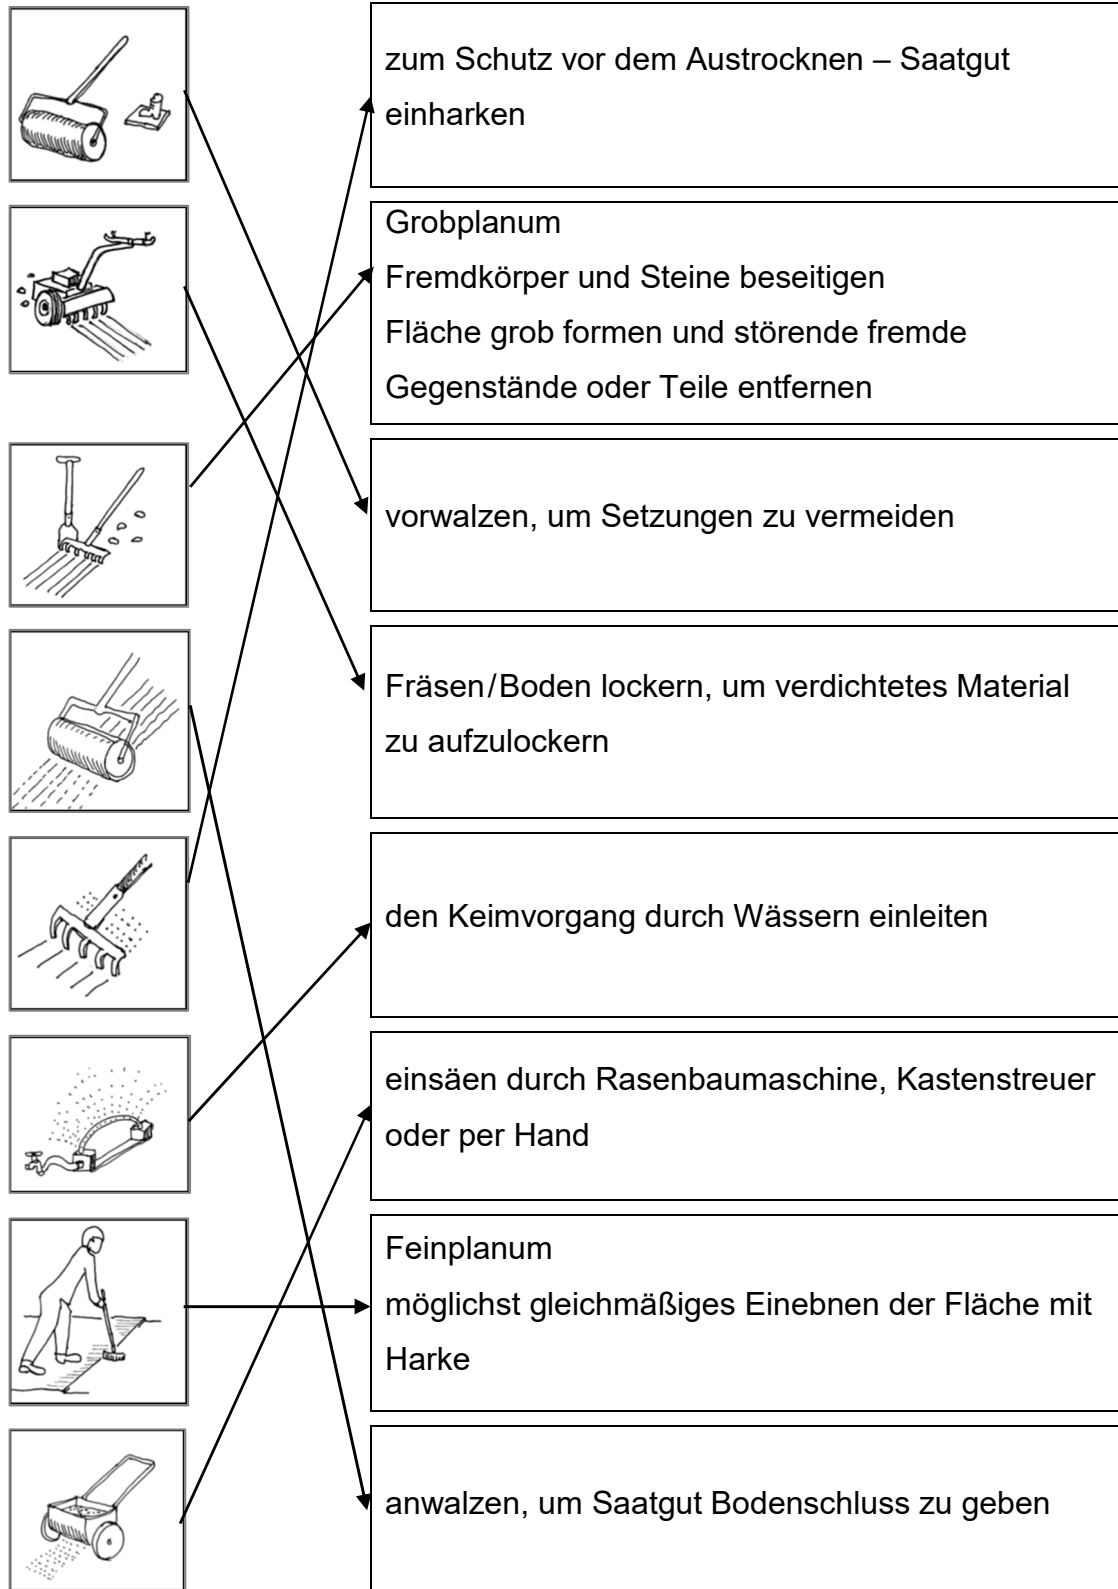 zum Schutz vor dem Austrocknen – Saatgut
einharken
Grobplanum
Fremdkörper und Steine beseitigen
Fläche grob formen und störende fremde
Gegenstände oder Teile entfernen
vorwalzen, um Setzungen zu vermeiden
Fräsen/Boden lockern, um verdichtetes Material
zu aufzulockern
den Keimvorgang durch Wässern einleiten
einsäen durch Rasenbaumaschine, Kastenstreuer
oder per Hand
Feinplanum
möglichst gleichmäßiges Einebnen der Fläche mit
Harke
anwalzen, um Saatgut Bodenschluss zu geben